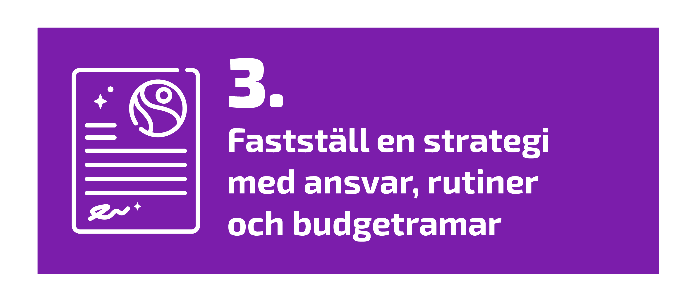 3.
Fastställ en strategi
med ansvar, rutiner
och budgetramar